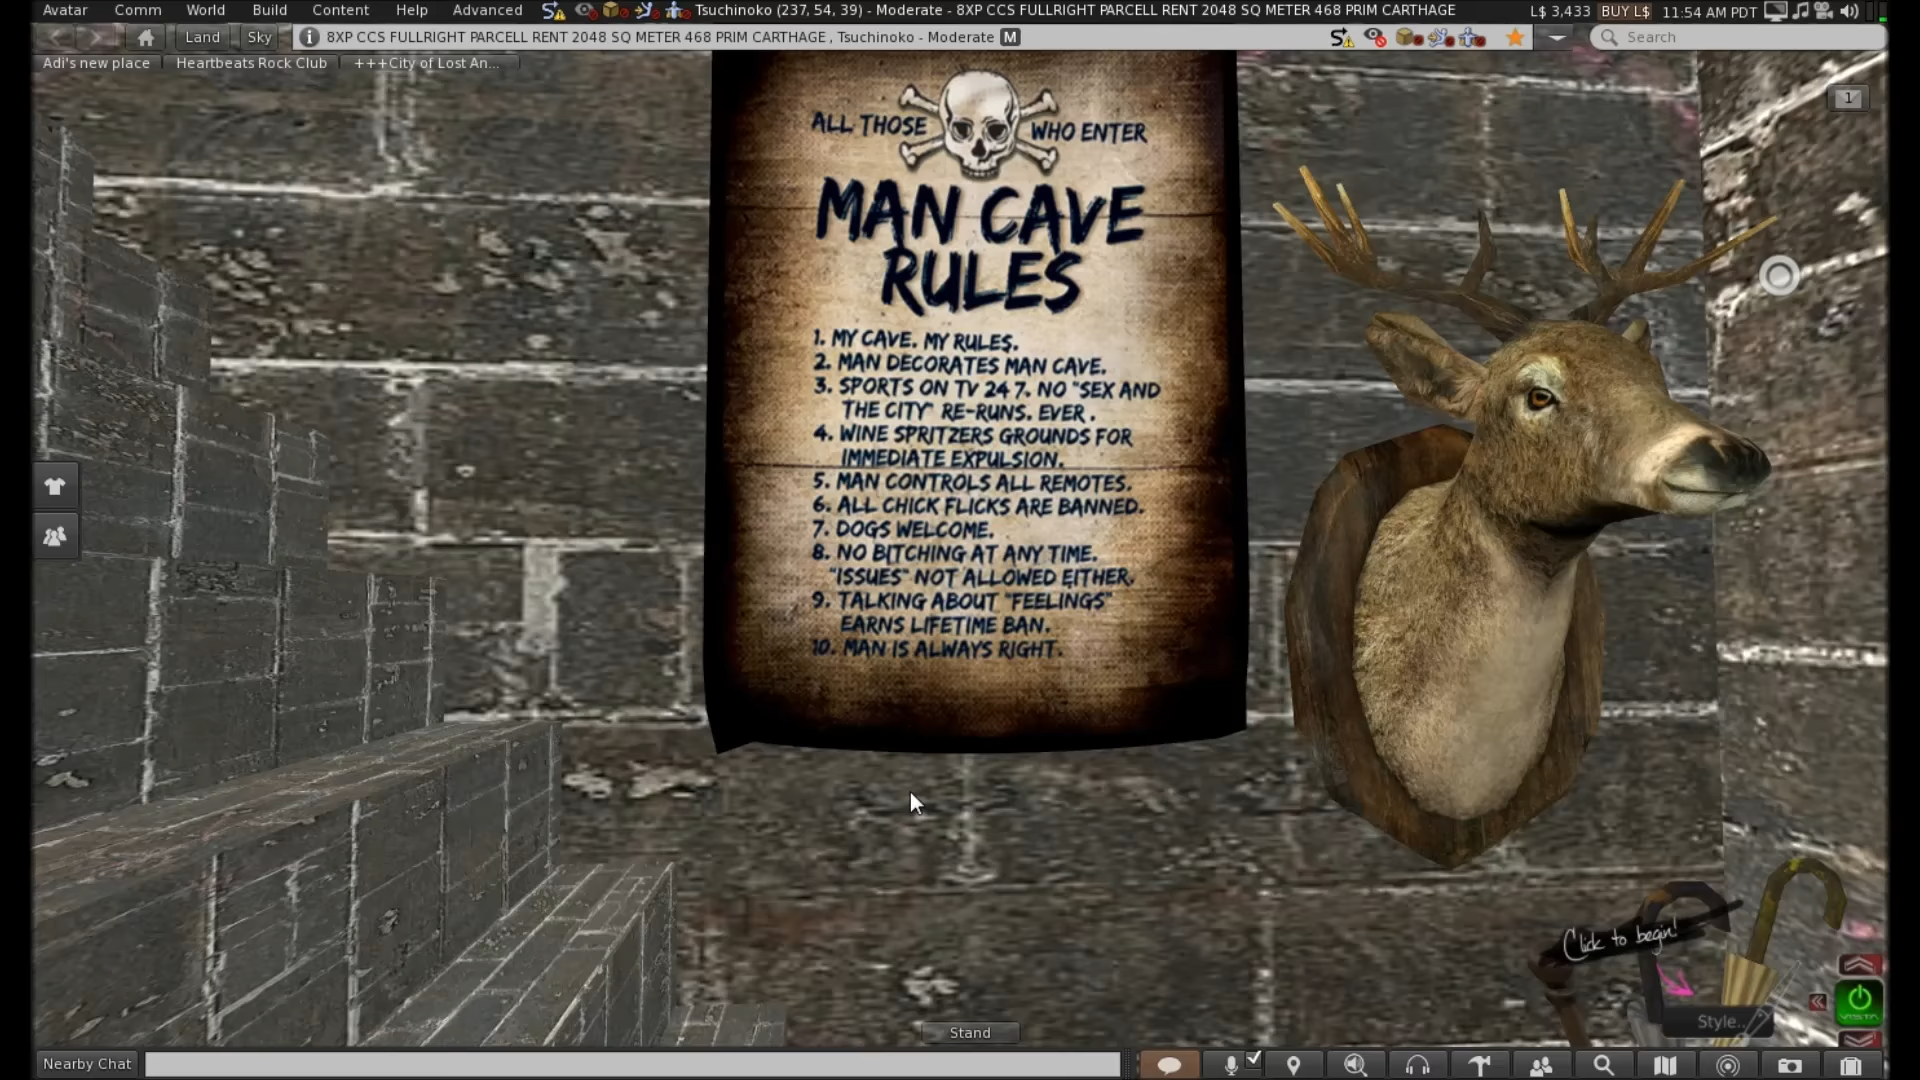 Avatar Comm World Build Content Help Advanced Tsuchinoko (237, 54, 39) - Moderate - 8XP CCS FULLRIGHT PARCELL RENT 2048 SQ METER 468 PRIM CARTHAGE L$ 3,433 BUY L$ 11:54 AM PDT
Land Sky 8XP CCS FULLRIGHT PARCELL RENT 2048 SQ METER 468 PRIM CARTHAGE , Tsuchinoko - Moderate M Search
Adi's new place Heartbeats Rock Club +++City of Lost An...
1
ALL THOSE WHO ENTER
MAN CAVE
RULES
1. MY CAVE. MY RULES.
2. MAN DECORATES MAN CAVE.
3. SPORTS ON TV 24 7. NO "SEX AND
THE CITY" RE-RUNS. EVER.
4. WINE SPRITZERS GROUNDS FOR
IMMEDIATE EXPULSION.
5. MAN CONTROLS ALL REMOTES.
6. ALL CHICK FLICKS ARE BANNED.
7. DOGS WELCOME.
8. NO BITCHING AT ANY TIME.
"ISSUES" NOT ALLOWED EITHER.
9. TALKING ABOUT "FEELINGS"
EARNS LIFETIME BAN.
10. MAN IS ALWAYS RIGHT.
Click to begin!
Style..
Stand
Nearby Chat